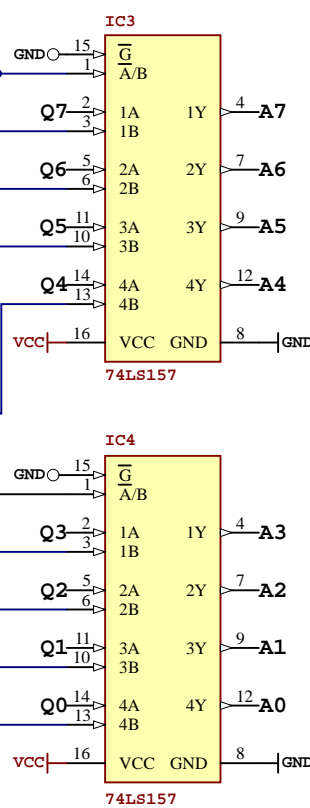 IC3
GND 15 G
1 A/B
Q7 2 1A 1Y 4 A7
3 1B
Q6 5 2A 2Y 7 A6
6 2B
Q5 11 3A 3Y 9 A5
10 3B
Q4 14 4A 4Y 12 A4
13 4B
VCC 16 VCC GND 8 GND
74LS157
IC4
GND 15 G
1 A/B
Q3 2 1A 1Y 4 A3
3 1B
Q2 5 2A 2Y 7 A2
6 2B
Q1 11 3A 3Y 9 A1
10 3B
Q0 14 4A 4Y 12 A0
13 4B
VCC 16 VCC GND 8 GND
74LS157